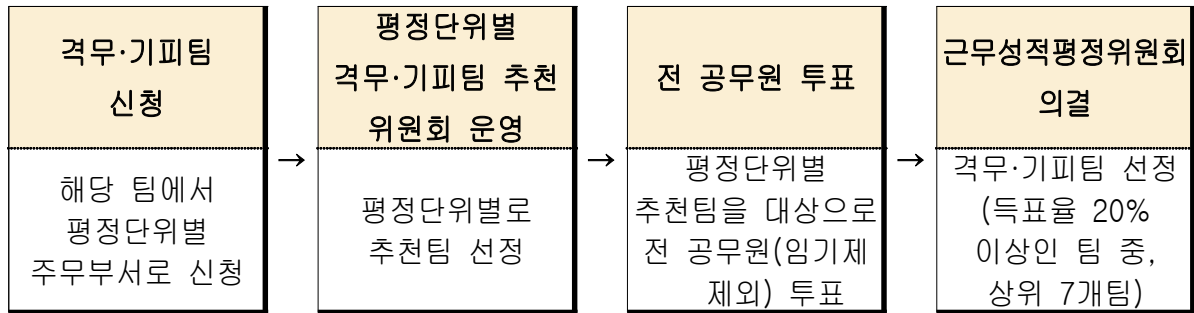 격무·기피팀
신청
해당 팀에서
평정단위별
주무부서로 신청
→
평정단위별
격무·기피팀 추천
위원회 운영
평정단위별로
추천팀 선정
→
전 공무원 투표
평정단위별
추천팀을 대상으로
전 공무원(임기제
제외) 투표
→
근무성적평정위원회
의결
격무·기피팀 선정
(득표율 20%
이상인 팀 중,
상위 7개팀)